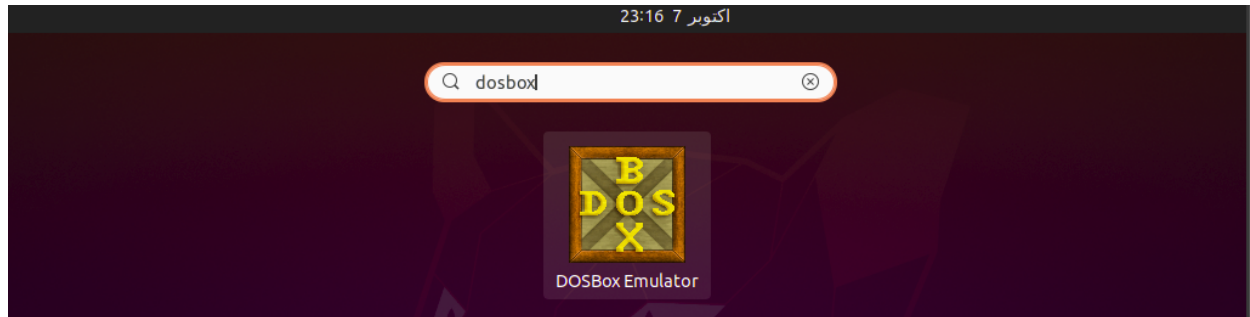 اکتوبر 7 23:16
dosbox
B
DOS
X
DOSBox Emulator